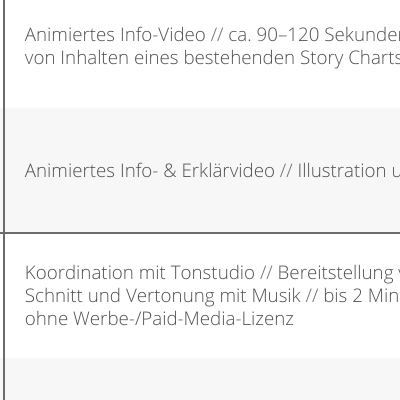 Animiertes Info-Video // ca. 90–120 Sekunden
von Inhalten eines bestehenden Story Charts
Animiertes Info- & Erklärvideo // Illustration
Koordination mit Tonstudio // Bereitstellung
Schnitt und Vertonung mit Musik // bis 2 Min
ohne Werbe-/Paid-Media-Lizenz